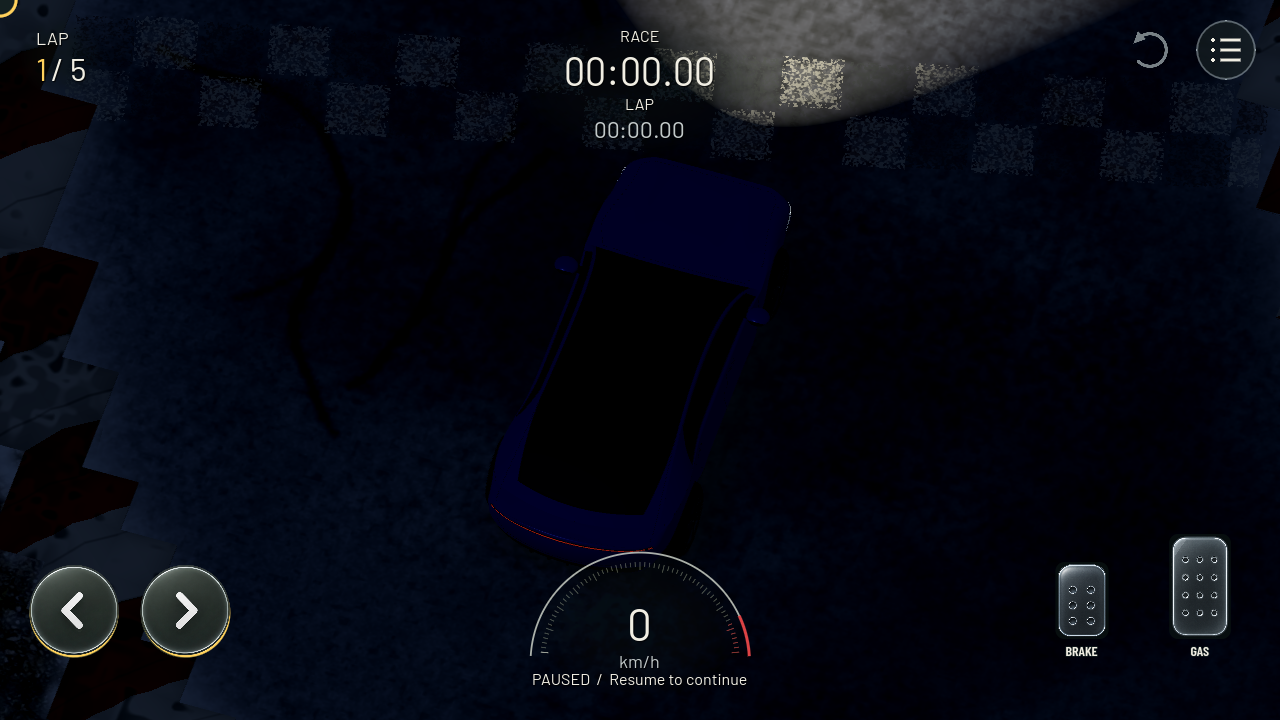 LAP
1/ 5
RACE
00:00.00
LAP
00:00.00
0
km/h
PAUSED / Resume to continue
BRAKE
GAS